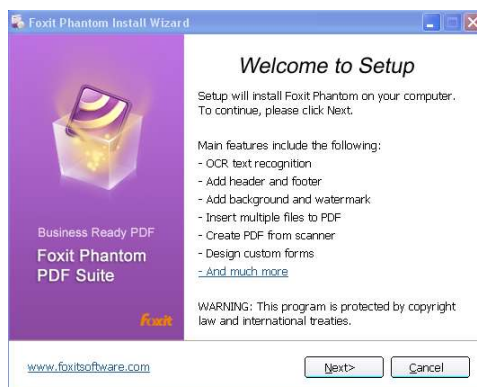 Foxit Phantom Install Wizard
Welcome to Setup
Setup will install Foxit Phantom on your computer.
To continue, please click Next.
Main features include the following:
- OCR text recognition
- Add header and footer
- Add background and watermark
- Insert multiple files to PDF
- Create PDF from scanner
- Design custom forms
- And much more
Business Ready PDF
Foxit Phantom
PDF Suite
Foxit
WARNING: This program is protected by copyright
law and international treaties.
www.foxitsoftware.com
Next>
Cancel